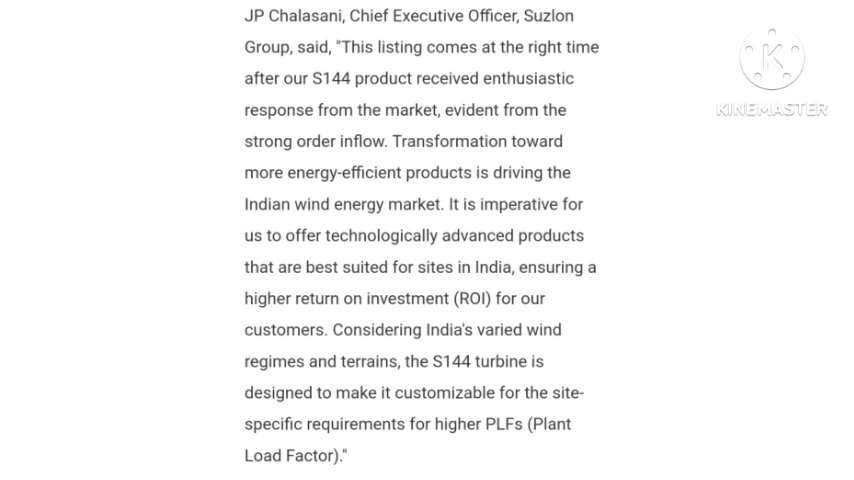 JP Chalasani, Chief Executive Officer, Suzlon
Group, said, "This listing comes at the right time
after our S144 product received enthusiastic
response from the market, evident from the
strong order inflow. Transformation toward
more energy-efficient products is driving the
Indian wind energy market. It is imperative for
us to offer technologically advanced products
that are best suited for sites in India, ensuring a
higher return on investment (ROI) for our
customers. Considering India's varied wind
regimes and terrains, the S144 turbine is
designed to make it customizable for the site-
specific requirements for higher PLFs (Plant
Load Factor)."
K
KINEMASTER